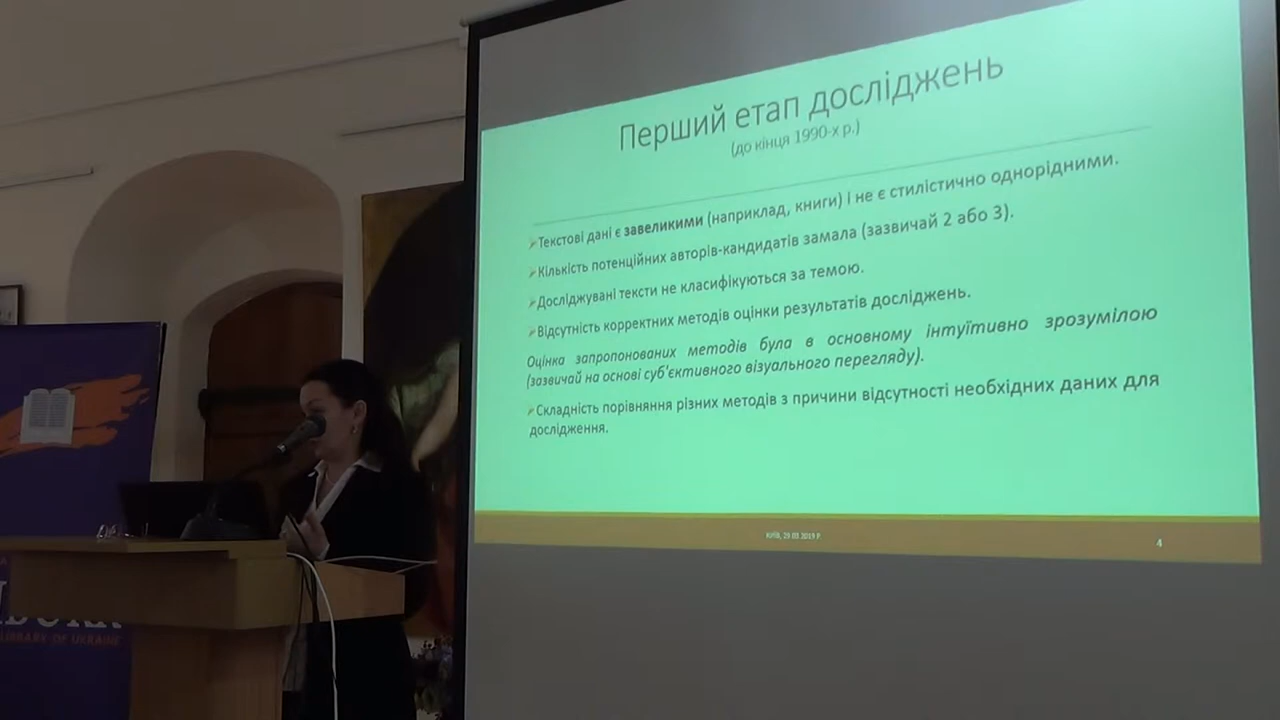 Перший етап досліджень
(до кінця 1990-х р.)
Текстові дані є завеликими (наприклад, книги) і не є стилістично однорідними.
Кількість потенційних авторів-кандидатів замала (зазвичай 2 або 3).
Досліджувані тексти не класифікуються за темою.
Відсутність корректних методів оцінки результатів досліджень.
Оцінка запропонованих методів була в основному інтуїтивно зрозумілою
(зазвичай на основі суб'єктивного візуального перегляду).
Складність порівняння різних методів з причини відсутності необхідних даних для
дослідження.
4
LIBRARY OF UKRAINE